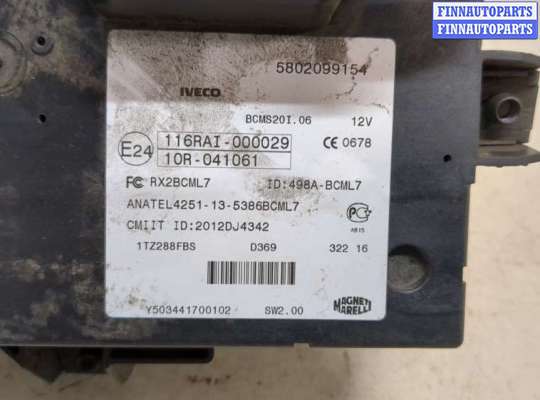 FINNAUTOPARTS
FINNAUTOPARTS
5802099154
IVECO
BCMS20I.06 12V
E24 116RAI-000029 CE 0678
10R-041061
FC RX2BCML7 ID:498A-BCML7
ANATEL4251-13-5386BCML7
CMIIT ID:2012DJ4342
AB15
1TZ288FBS D369 322 16
Y503441700102 SW2.00
MAGNETI
MARELLI